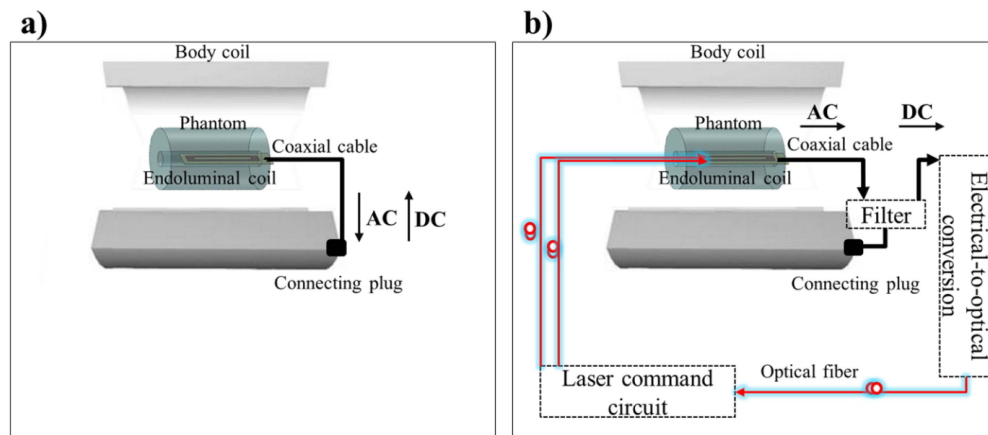 a)
Body coil
Phantom
Coaxial cable
Endoluminal coil
AC
DC
Connecting plug
b)
Body coil
AC
DC
Phantom
Coaxial cable
Endoluminal coil
Filter
Electrical-to-optical
conversion
Connecting plug
Optical fiber
Laser command
circuit